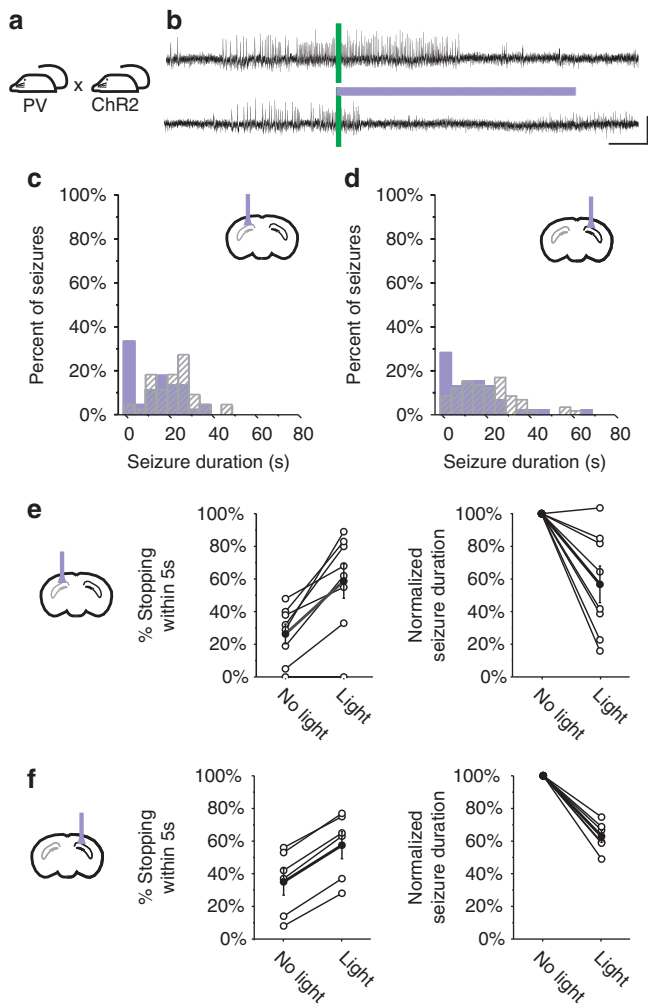 a
b
PV x ChR2
c
d
100%
80%
60%
40%
20%
0%
Percent of seizures
0 20 40 60 80
Seizure duration (s)
100%
80%
60%
40%
20%
0%
Percent of seizures
0 20 40 60 80
Seizure duration (s)
e
100%
80%
60%
40%
20%
0%
% Stopping
within 5s
No light
Light
100%
80%
60%
40%
20%
0%
Normalized
seizure duration
No light
Light
f
100%
80%
60%
40%
20%
0%
% Stopping
within 5s
No light
Light
100%
80%
60%
40%
20%
0%
Normalized
seizure duration
No light
Light